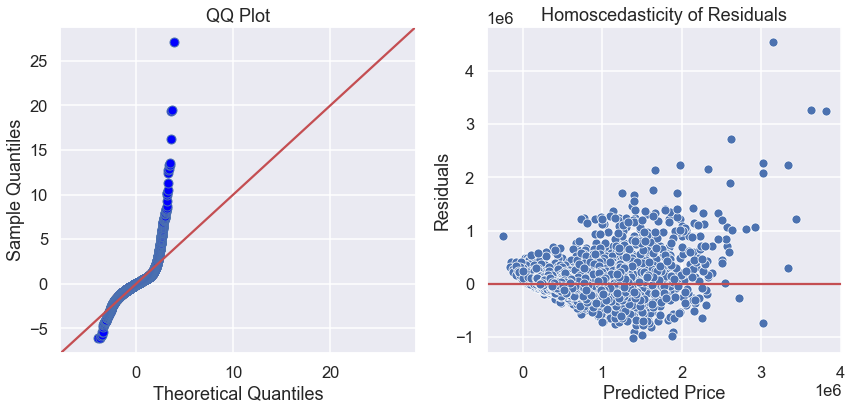 QQ Plot
Sample Quantiles
25
20
15
10
5
0
−5
0
10
20
Theoretical Quantiles
Homoscedasticity of Residuals
1e6
Residuals
4
3
2
1
0
−1
0
1
2
3
4
1e6
Predicted Price